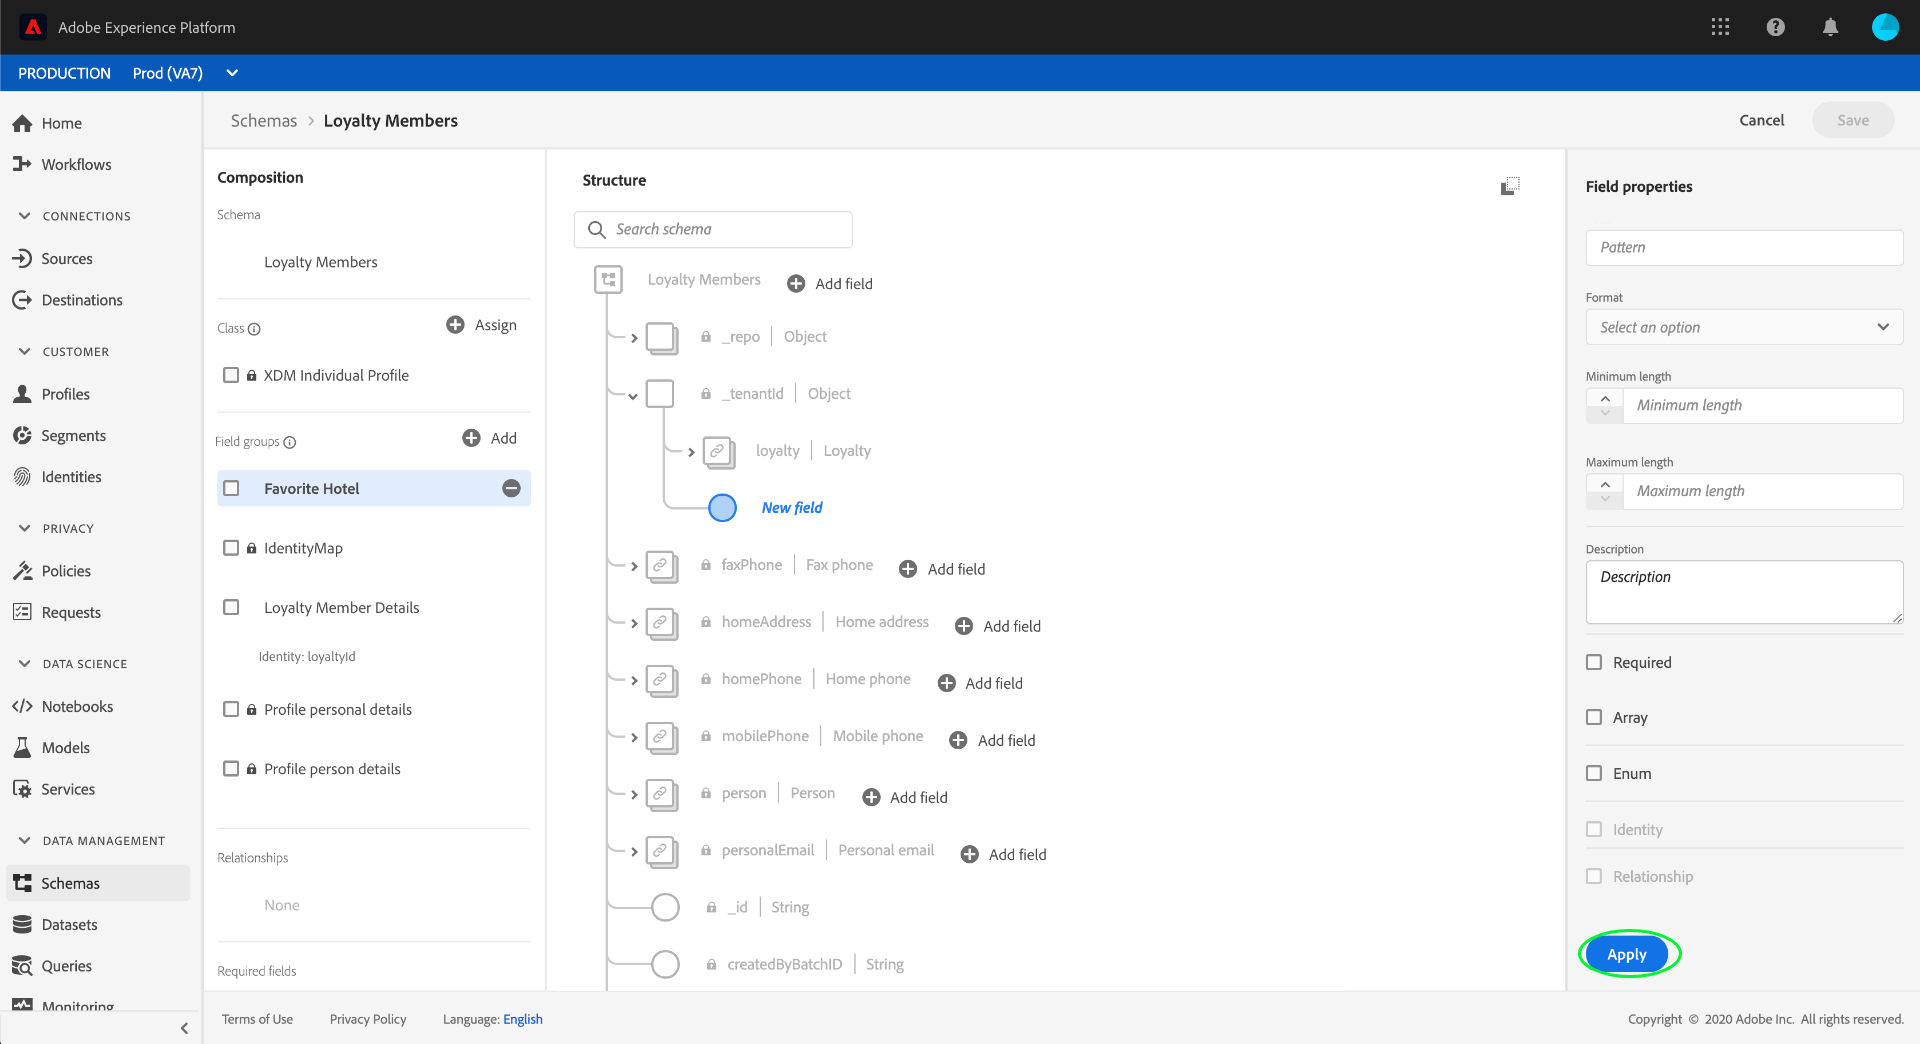 Adobe Experience Platform
PRODUCTION Prod (VA7)
Home
Workflows
CONNECTIONS
Sources
Destinations
CUSTOMER
Profiles
Segments
Identities
PRIVACY
Policies
Requests
DATA SCIENCE
Notebooks
Models
Services
DATA MANAGEMENT
Schemas
Datasets
Queries
Monitoring
Schemas > Loyalty Members
Cancel
Save
Composition
Schema
Loyalty Members
Class
Assign
XDM Individual Profile
Field groups
Add
Favorite Hotel
IdentityMap
Loyalty Member Details
Identity: loyaltyId
Profile personal details
Profile person details
Relationships
None
Required fields
Structure
Search schema
Loyalty Members Add field
_repo | Object
_tenantId | Object
loyalty | Loyalty
New field
faxPhone | Fax phone Add field
homeAddress | Home address Add field
homePhone | Home phone Add field
mobilePhone | Mobile phone Add field
person | Person Add field
personalEmail | Personal email Add field
_id | String
createdByBatchID | String
Field properties
Pattern
Format
Select an option
Minimum length
Minimum length
Maximum length
Maximum length
Description
Description
Required
Array
Enum
Identity
Relationship
Apply
Terms of Use Privacy Policy Language: English
Copyright © 2020 Adobe Inc. All rights reserved.